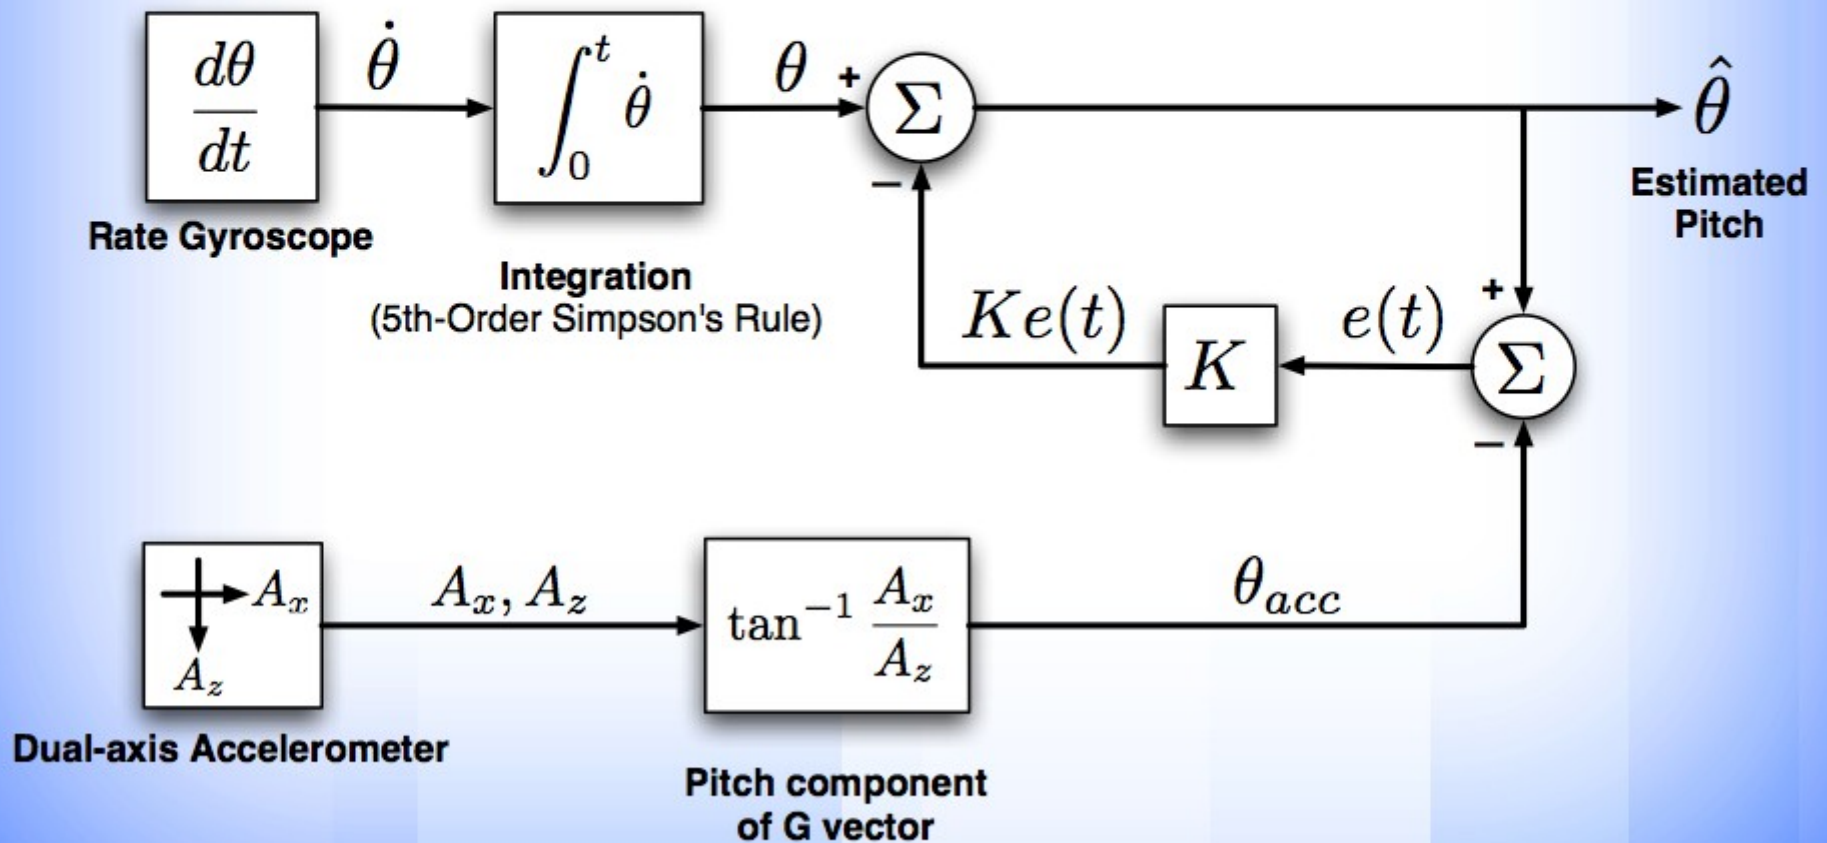 dθ
dt
θ̇
∫₀ᵗ θ̇
θ
+
Σ
−
θ̂
Rate Gyroscope
Integration
(5th-Order Simpson's Rule)
Estimated
Pitch
Ke(t)
K
e(t)
+
Σ
−
Aₓ
A_z
Aₓ, A_z
tan⁻¹ Aₓ
A_z
θ_acc
Dual-axis Accelerometer
Pitch component
of G vector